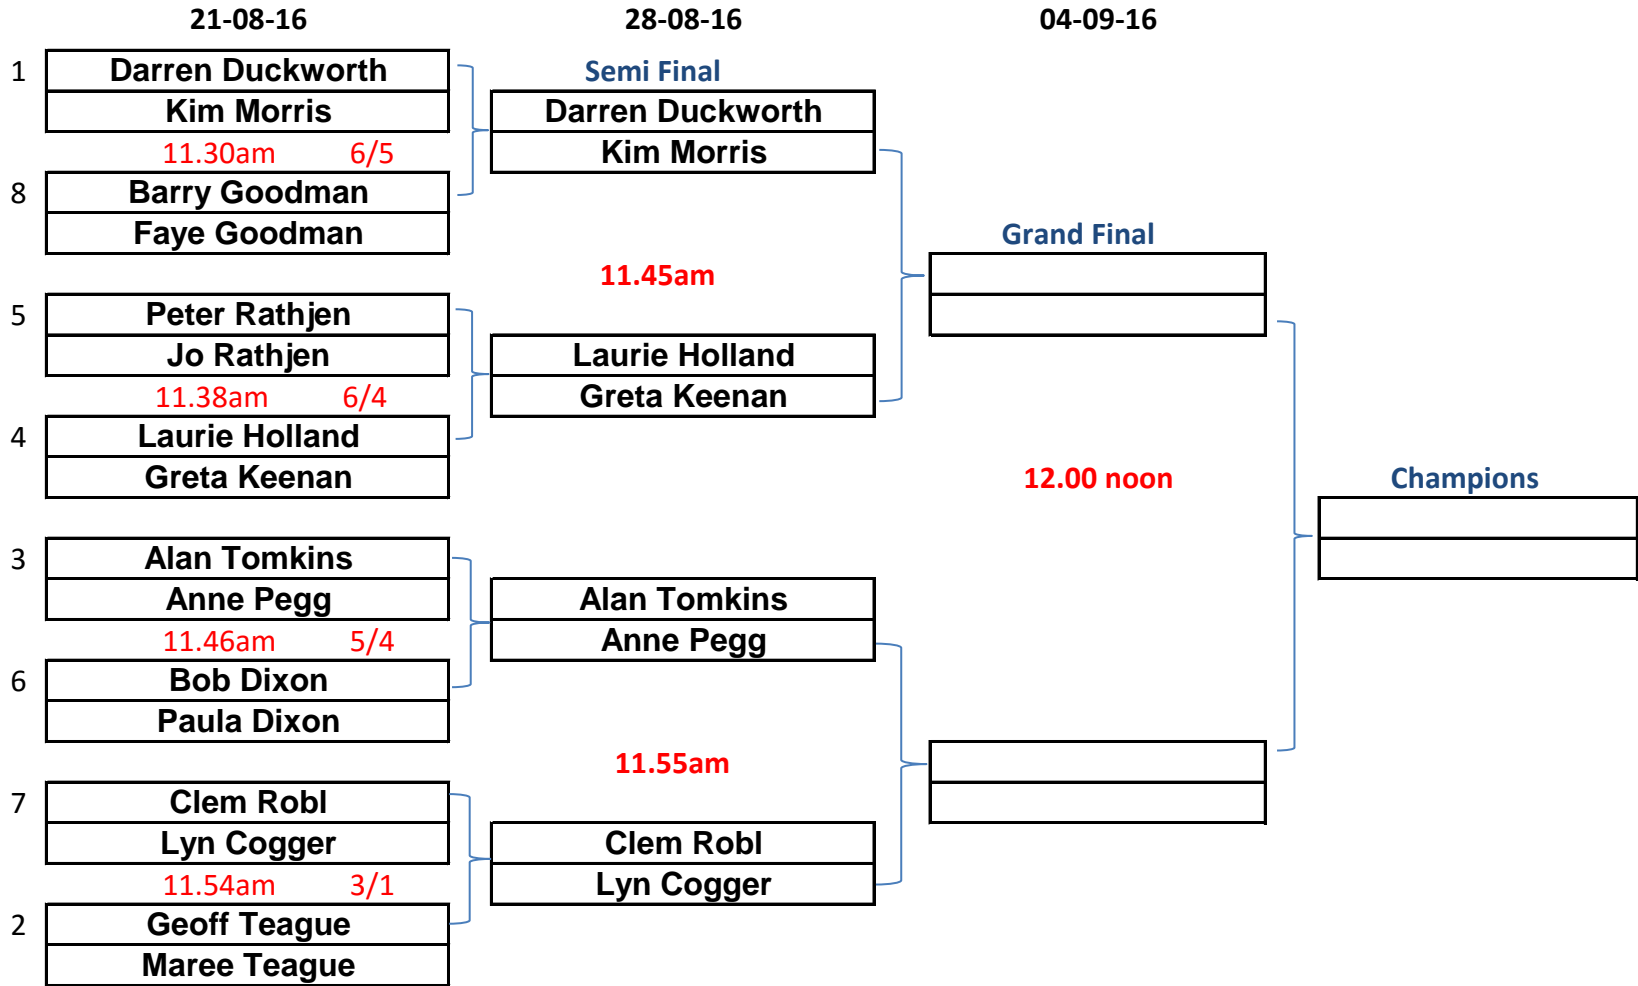 21-08-16 28-08-16 04-09-16
1 Darren Duckworth Semi Final
Kim Morris Darren Duckworth
11.30am 6/5 Kim Morris
8 Barry Goodman
Faye Goodman Grand Final
11.45am
5 Peter Rathjen
Jo Rathjen Laurie Holland
11.38am 6/4 Greta Keenan
4 Laurie Holland
Greta Keenan 12.00 noon Champions
3 Alan Tomkins
Anne Pegg Alan Tomkins
11.46am 5/4 Anne Pegg
6 Bob Dixon
Paula Dixon
11.55am
7 Clem Robl
Lyn Cogger Clem Robl
11.54am 3/1 Lyn Cogger
2 Geoff Teague
Maree Teague